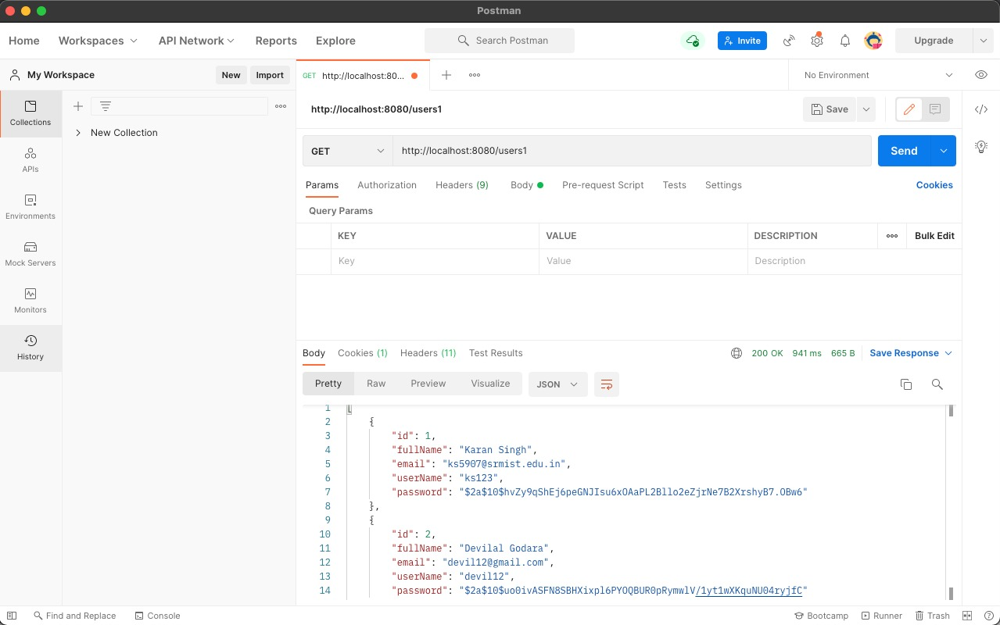 Postman
Home Workspaces API Network Reports Explore Search Postman Invite Upgrade
My Workspace New Import GET http://localhost:80... No Environment
http://localhost:8080/users1 Save
Collections
New Collection
APIs
Environments
Mock Servers
Monitors
History
GET http://localhost:8080/users1 Send
Params Authorization Headers (9) Body Pre-request Script Tests Settings Cookies
Query Params
KEY VALUE DESCRIPTION Bulk Edit
Key Value Description
Body Cookies (1) Headers (11) Test Results 200 OK 941 ms 665 B Save Response
Pretty Raw Preview Visualize JSON
1 [
2 {
3 "id": 1,
4 "fullName": "Karan Singh",
5 "email": "ks5907@srmist.edu.in",
6 "userName": "ks123",
7 "password": "$2a$10$hvZy9qShEj6peGNJIsu6xOAaPL2Bllo2eZjrNe7B2XrshyB7.OBw6"
8 },
9 {
10 "id": 2,
11 "fullName": "Devilal Godara",
12 "email": "devil12@gmail.com",
13 "userName": "devil12",
14 "password": "$2a$10$uo0ivASFN8SBHXixpl6PYOQBUR0pRymwlV/1yt1wXKquNU04ryjfC"
Find and Replace Console Bootcamp Runner Trash